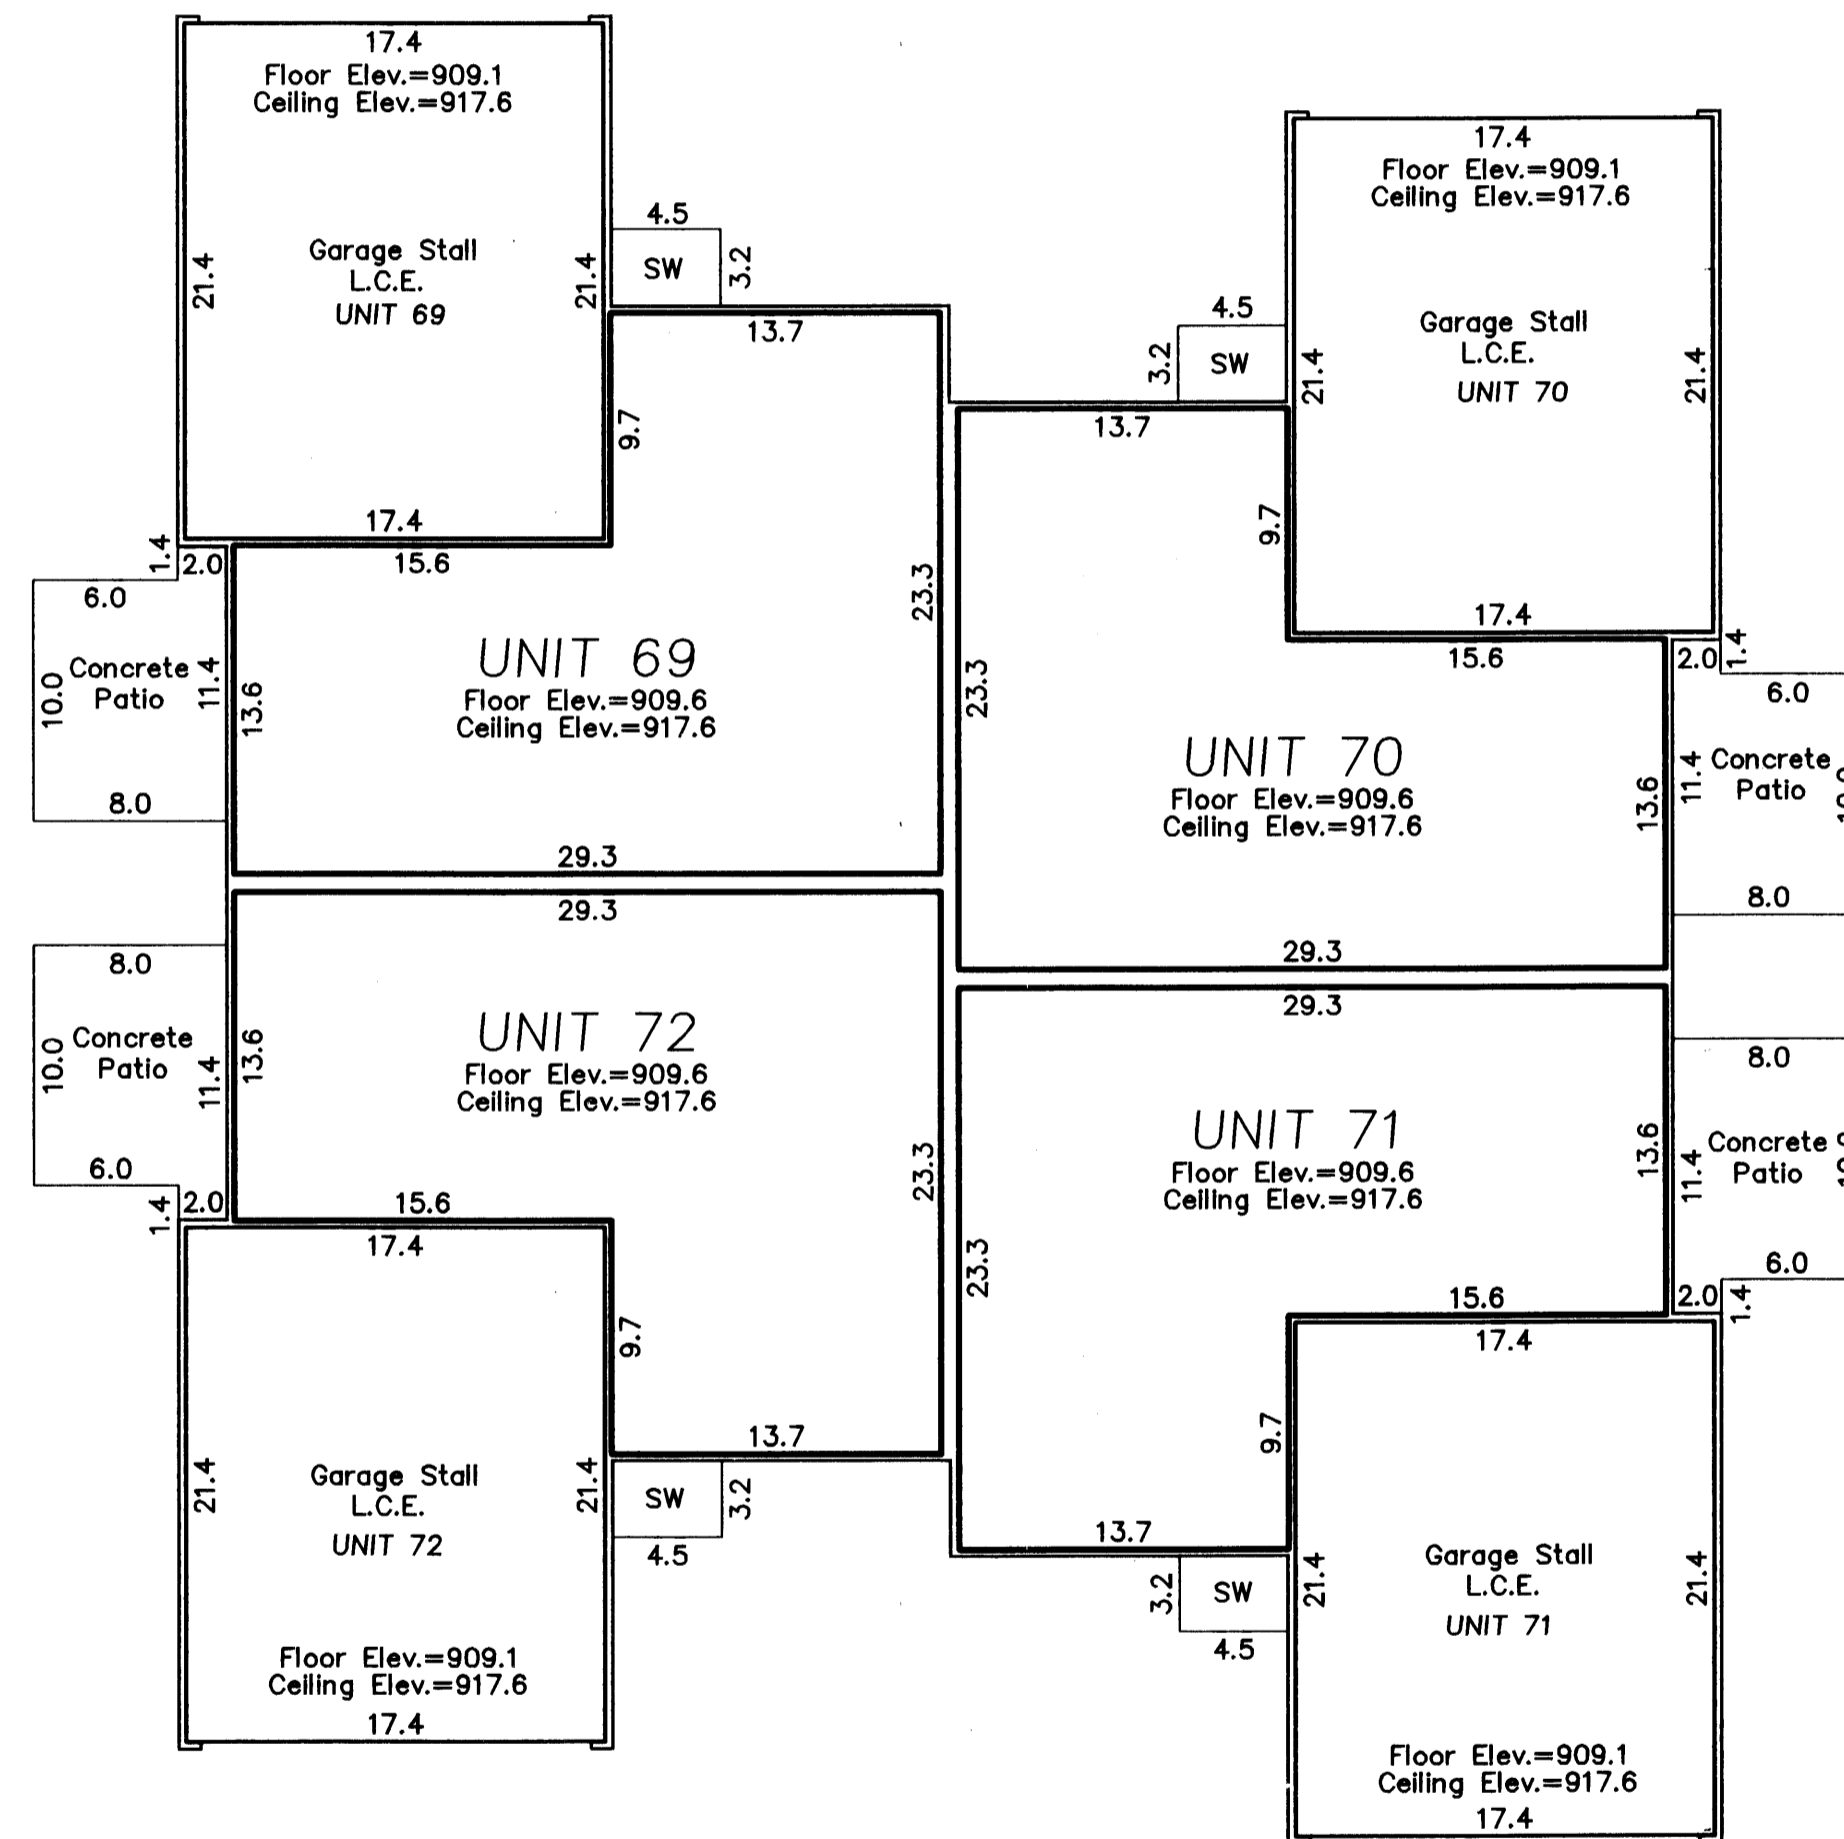 17.4
Floor Elev.=909.1
Ceiling Elev.=917.6
21.4
Garage Stall
L.C.E.
UNIT 69
21.4
17.4
4.5
SW
3.2
13.7
9.7
15.6
23.3
1.4
2.0
6.0
10.0
Concrete
Patio
11.4
8.0
13.6
UNIT 69
Floor Elev.=909.6
Ceiling Elev.=917.6
29.3
17.4
Floor Elev.=909.1
Ceiling Elev.=917.6
21.4
Garage Stall
L.C.E.
UNIT 70
21.4
17.4
4.5
3.2
SW
13.7
9.7
15.6
23.3
2.0
1.4
6.0
11.4
Concrete
Patio
8.0
13.6
UNIT 70
Floor Elev.=909.6
Ceiling Elev.=917.6
29.3
29.3
8.0
10.0
Concrete
Patio
11.4
6.0
1.4
2.0
13.6
UNIT 72
Floor Elev.=909.6
Ceiling Elev.=917.6
23.3
15.6
9.7
13.7
17.4
21.4
Garage Stall
L.C.E.
UNIT 72
21.4
Floor Elev.=909.1
Ceiling Elev.=917.6
17.4
SW
3.2
4.5
29.3
8.0
13.6
11.4
Concrete
Patio
6.0
2.0
1.4
UNIT 71
Floor Elev.=909.6
Ceiling Elev.=917.6
23.3
15.6
9.7
13.7
3.2
SW
4.5
17.4
21.4
Garage Stall
L.C.E.
UNIT 71
21.4
Floor Elev.=909.1
Ceiling Elev.=917.6
17.4